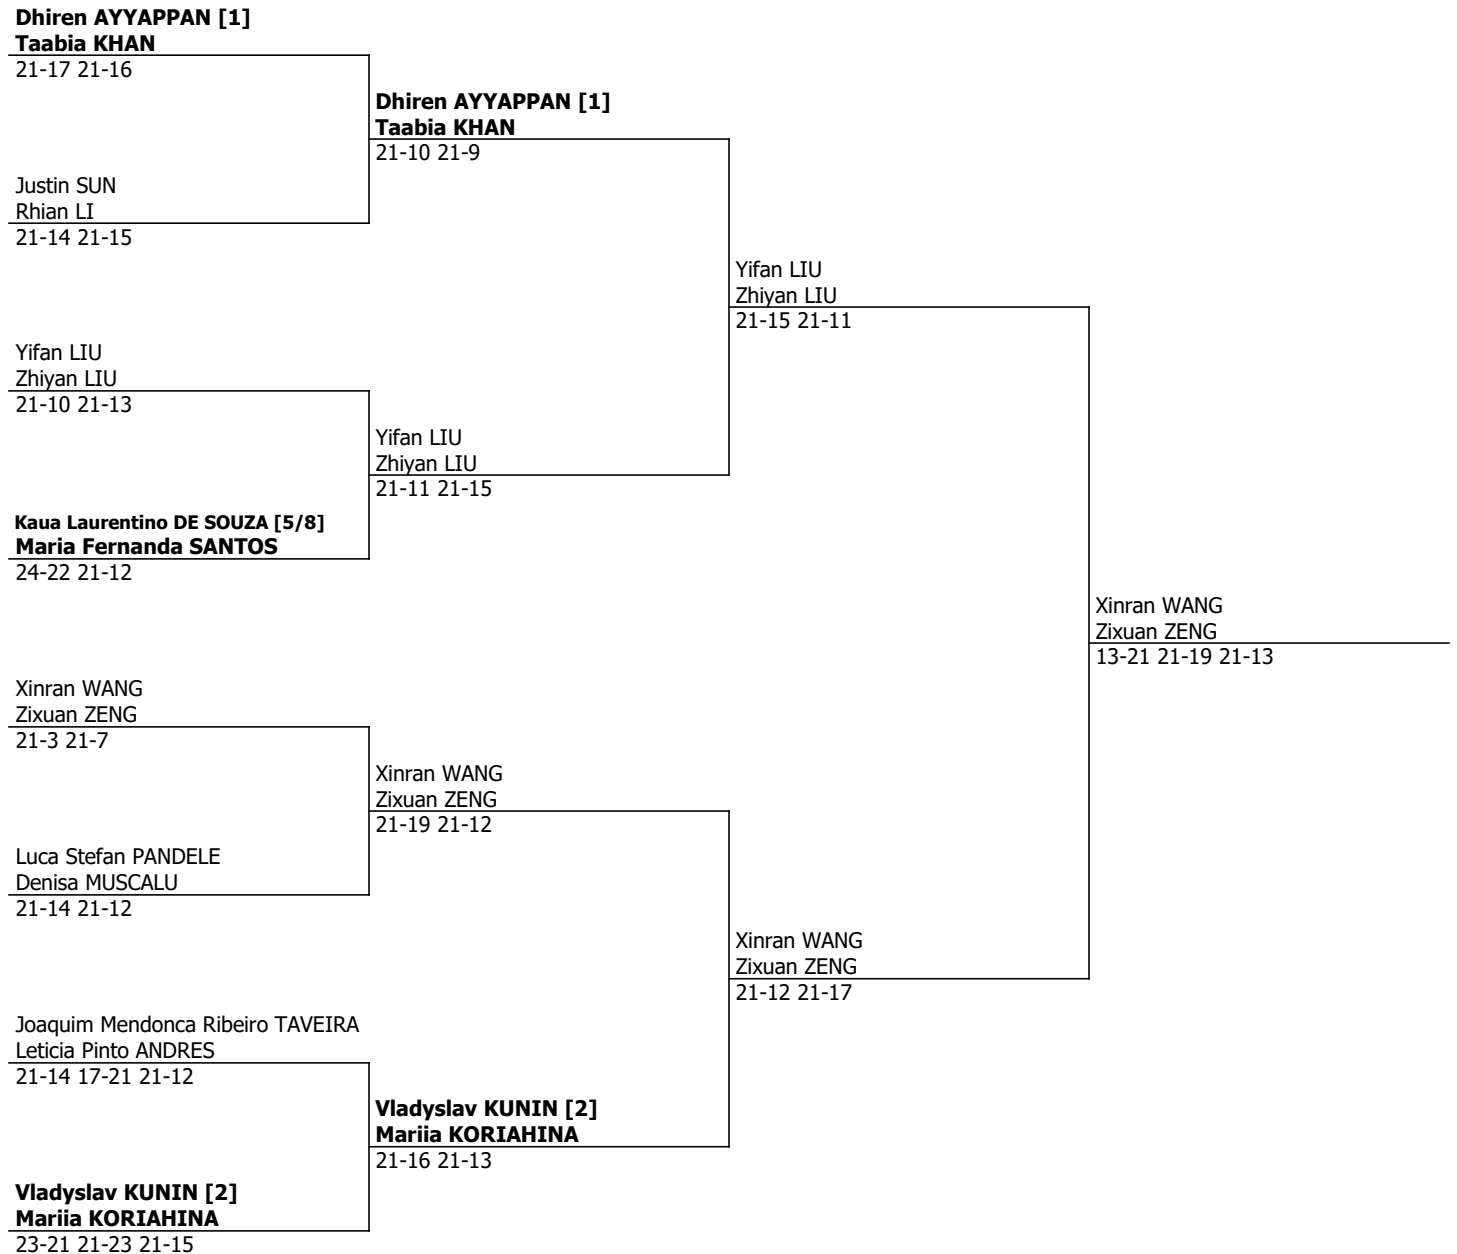 Dhiren AYYAPPAN [1]
Taabia KHAN
21-17 21-16
Dhiren AYYAPPAN [1]
Taabia KHAN
21-10 21-9
Justin SUN
Rhian LI
21-14 21-15
Yifan LIU
Zhiyan LIU
21-15 21-11
Yifan LIU
Zhiyan LIU
21-10 21-13
Yifan LIU
Zhiyan LIU
21-11 21-15
Kaua Laurentino DE SOUZA [5/8]
Maria Fernanda SANTOS
24-22 21-12
Xinran WANG
Zixuan ZENG
13-21 21-19 21-13
Xinran WANG
Zixuan ZENG
21-3 21-7
Xinran WANG
Zixuan ZENG
21-19 21-12
Luca Stefan PANDELE
Denisa MUSCALU
21-14 21-12
Xinran WANG
Zixuan ZENG
21-12 21-17
Joaquim Mendonca Ribeiro TAVEIRA
Leticia Pinto ANDRES
21-14 17-21 21-12
Vladyslav KUNIN [2]
Mariia KORIAHINA
21-16 21-13
Vladyslav KUNIN [2]
Mariia KORIAHINA
23-21 21-23 21-15